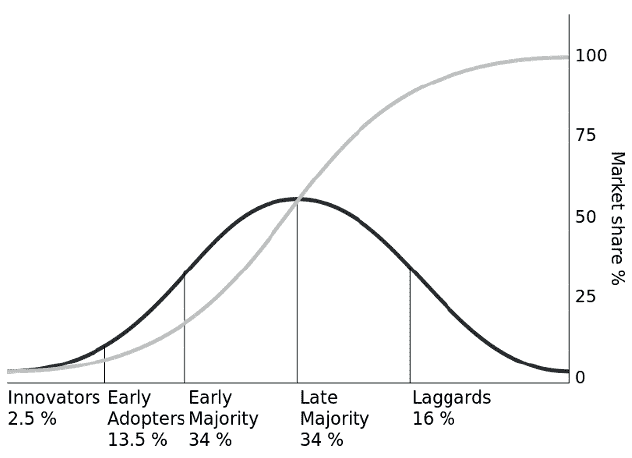 100
75
Market share %
50
25
0
Innovators
2.5 %
Early
Adopters
13.5 %
Early
Majority
34 %
Late
Majority
34 %
Laggards
16 %